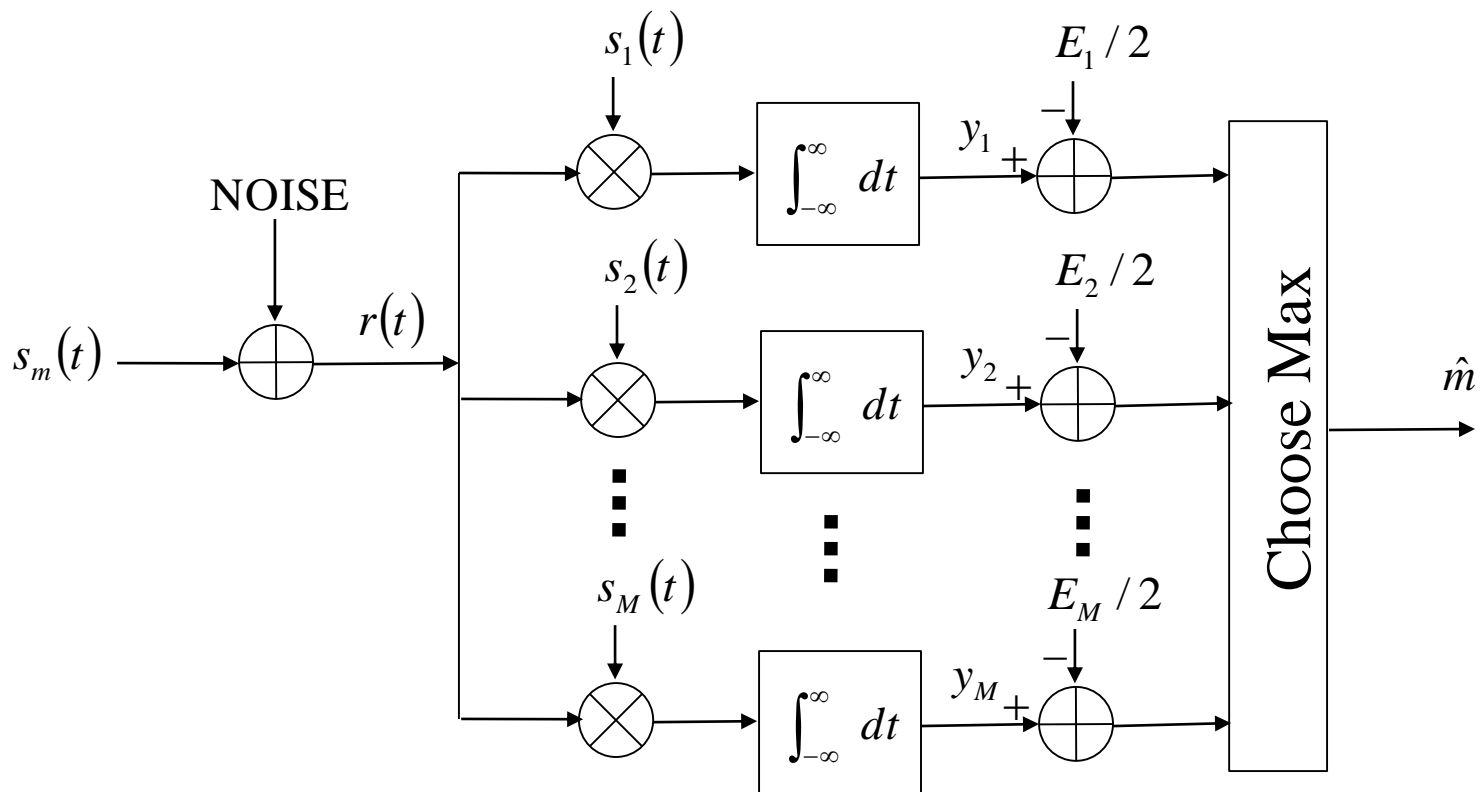 s_1(t)
E_1 / 2
NOISE
∫_{-∞}^{∞} dt
y_1
+
−
s_m(t)
r(t)
s_2(t)
E_2 / 2
∫_{-∞}^{∞} dt
y_2
+
−
s_M(t)
E_M / 2
∫_{-∞}^{∞} dt
y_M
+
−
Choose Max
m̂